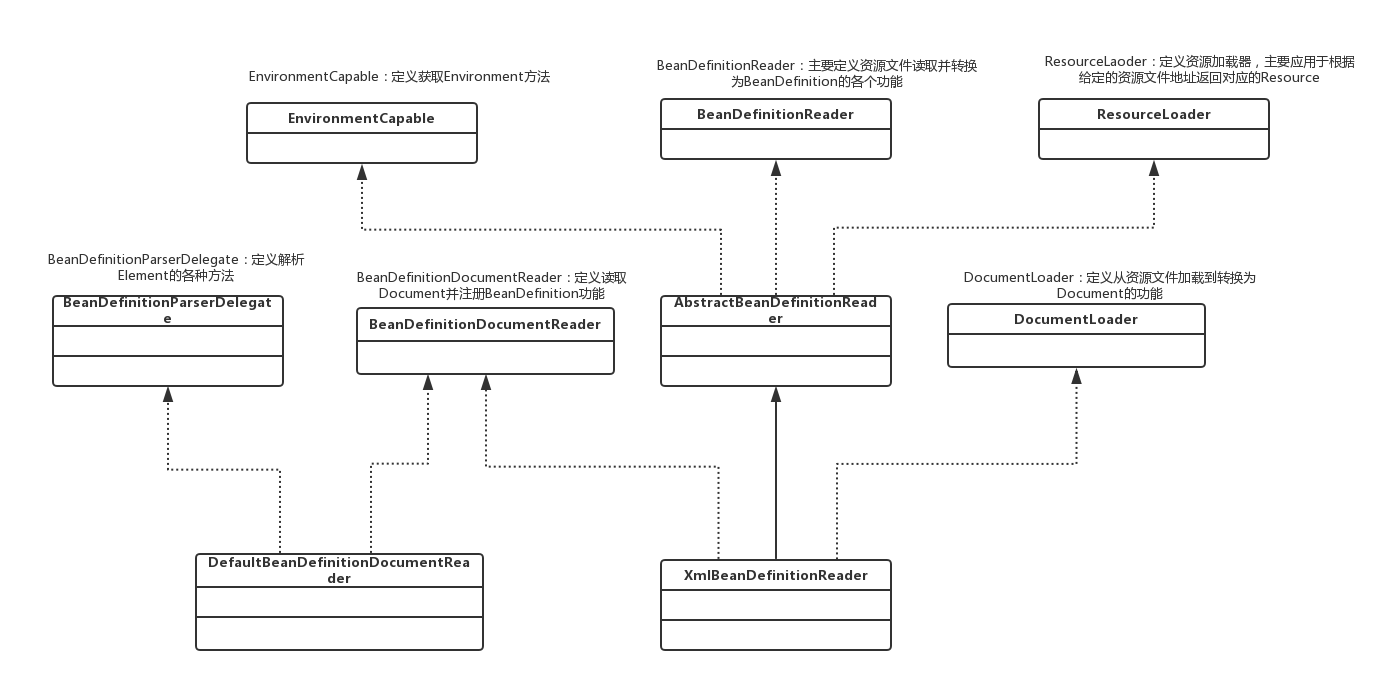 EnvironmentCapable：定义获取Environment方法
EnvironmentCapable
BeanDefinitionReader：主要定义资源文件读取并转换
为BeanDefinition的各个功能
BeanDefinitionReader
ResourceLaoder：定义资源加载器，主要应用于根据
给定的资源文件地址返回对应的Resource
ResourceLoader
BeanDefinitionParserDelegate：定义解析
Element的各种方法
BeanDefinitionParserDelegat
e
BeanDefinitionDocumentReader：定义读取
Document并注册BeanDefinition功能
BeanDefinitionDocumentReader
AbstractBeanDefinitionRead
er
DocumentLoader：定义从资源文件加载到转换为
Document的功能
DocumentLoader
DefaultBeanDefinitionDocumentRea
der
XmlBeanDefinitionReader